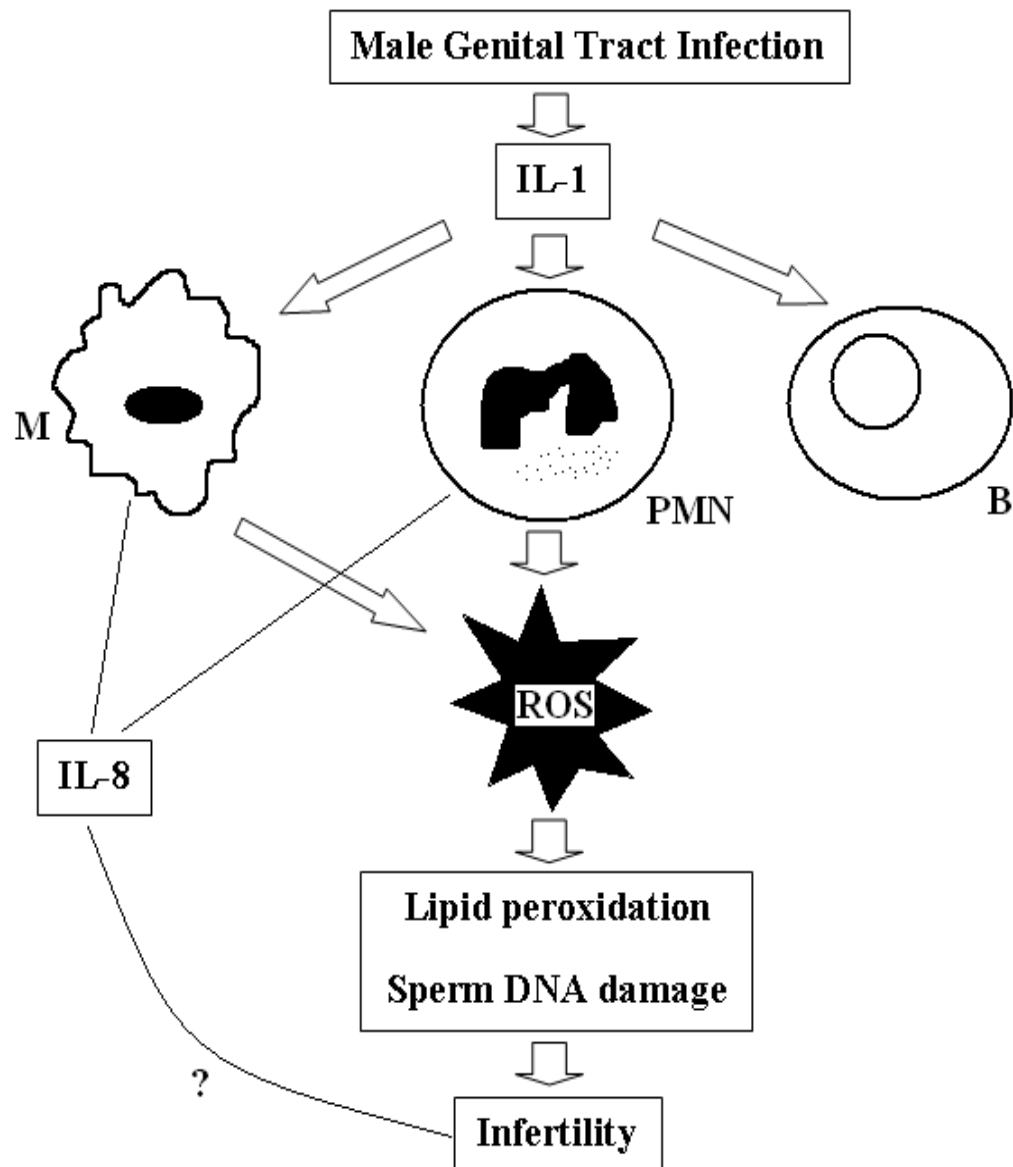 Male Genital Tract Infection
IL-1
M
PMN
B
ROS
IL-8
Lipid peroxidation
Sperm DNA damage
?
Infertility